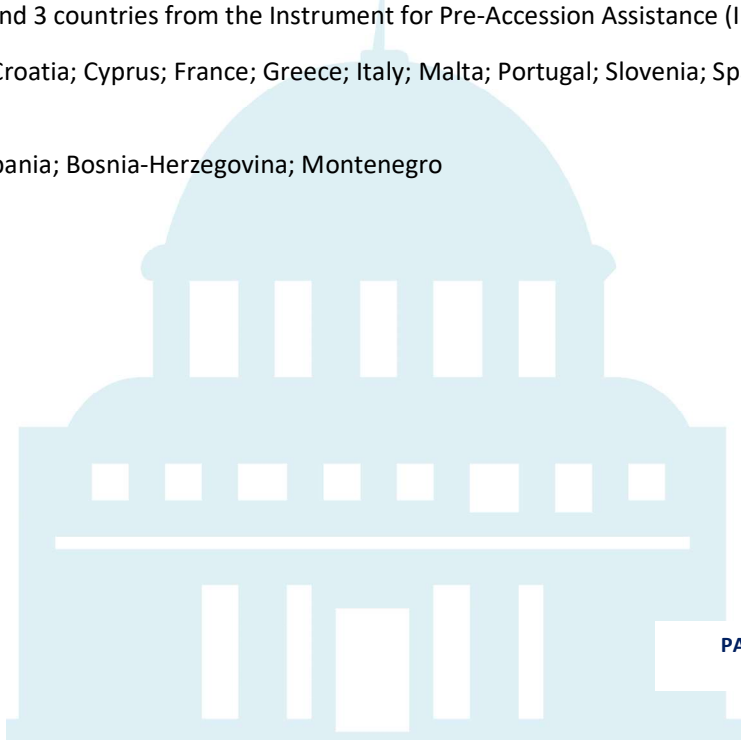 nd 3 countries from the Instrument for Pre-Accession Assistance (I
Croatia; Cyprus; France; Greece; Italy; Malta; Portugal; Slovenia; Sp
bania; Bosnia-Herzegovina; Montenegro
PA